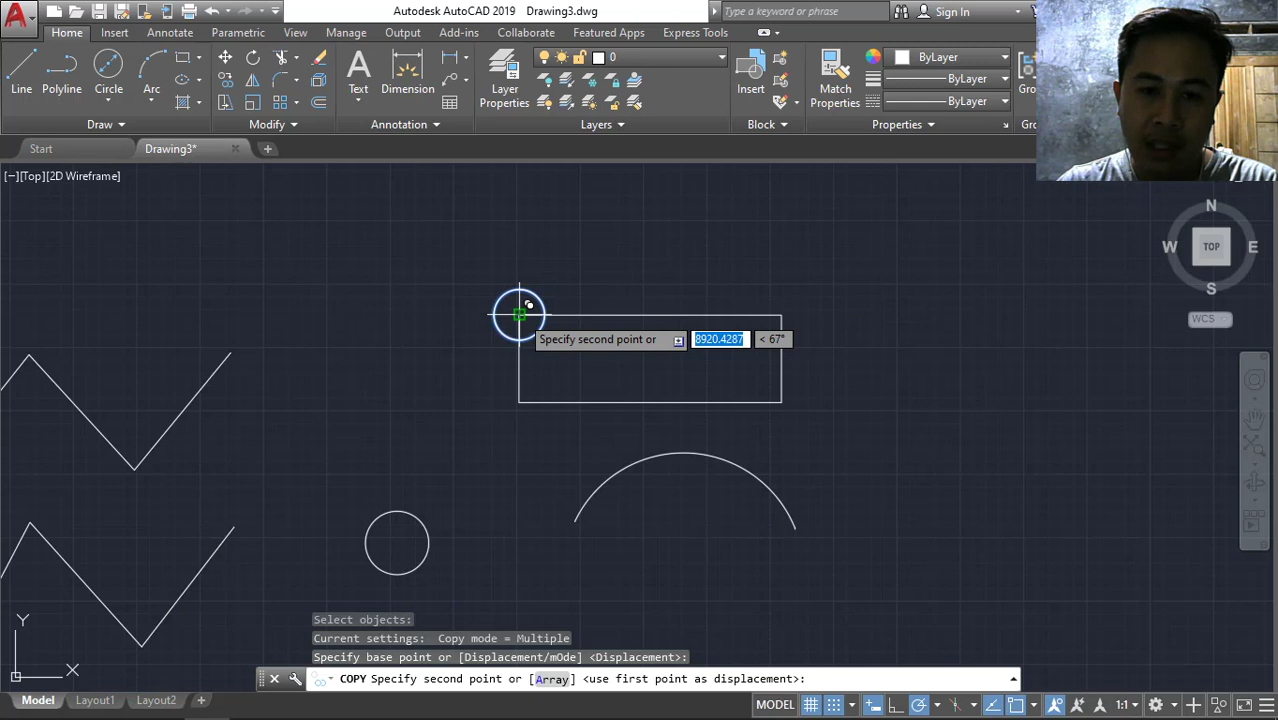 Autodesk AutoCAD 2019 Drawing3.dwg
Type a keyword or phrase
Sign In
Home Insert Annotate Parametric View Manage Output Add-ins Collaborate Featured Apps Express Tools
Line Polyline Circle Arc
Text Dimension
Layer Properties
0
Insert
Match Properties
ByLayer
ByLayer
ByLayer
Draw Modify Annotation Layers Block Properties
Start Drawing3*
[−][Top][2D Wireframe]
N
W TOP E
S
WCS
Specify second point or 8920.4287 < 67°
Select objects:
Current settings: Copy mode = Multiple
Specify base point or [Displacement/mOde] <Displacement>:
COPY Specify second point or [Array] <use first point as displacement>:
Y
X
Model Layout1 Layout2 +
MODEL 1:1